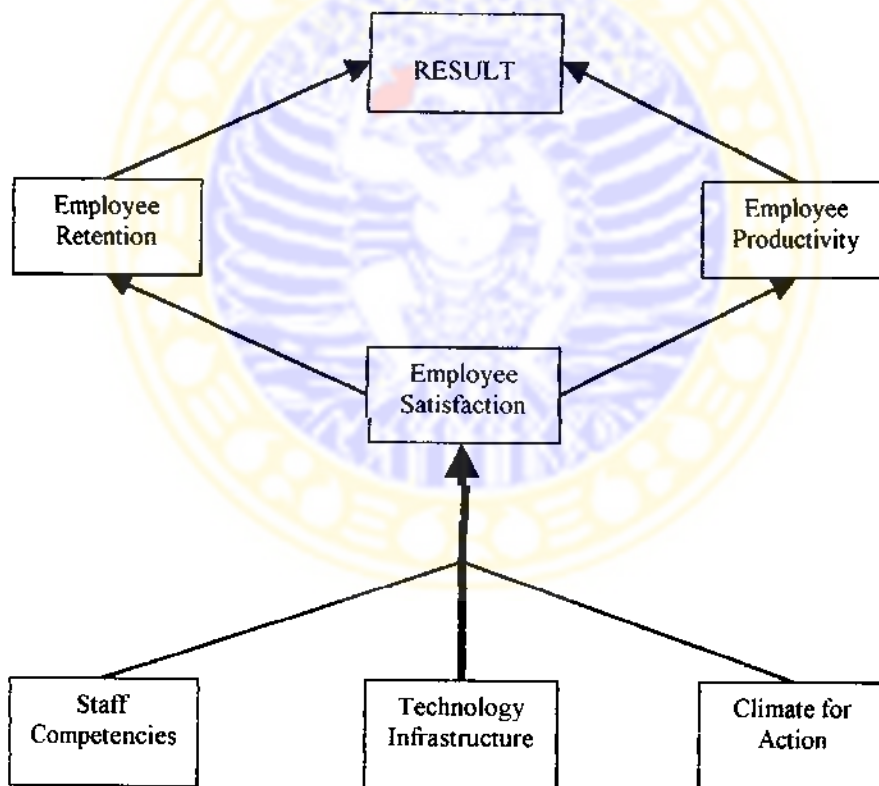 RESULT
Employee
Retention
Employee
Productivity
Employee
Satisfaction
Staff
Competencies
Technology
Infrastructure
Climate for
Action